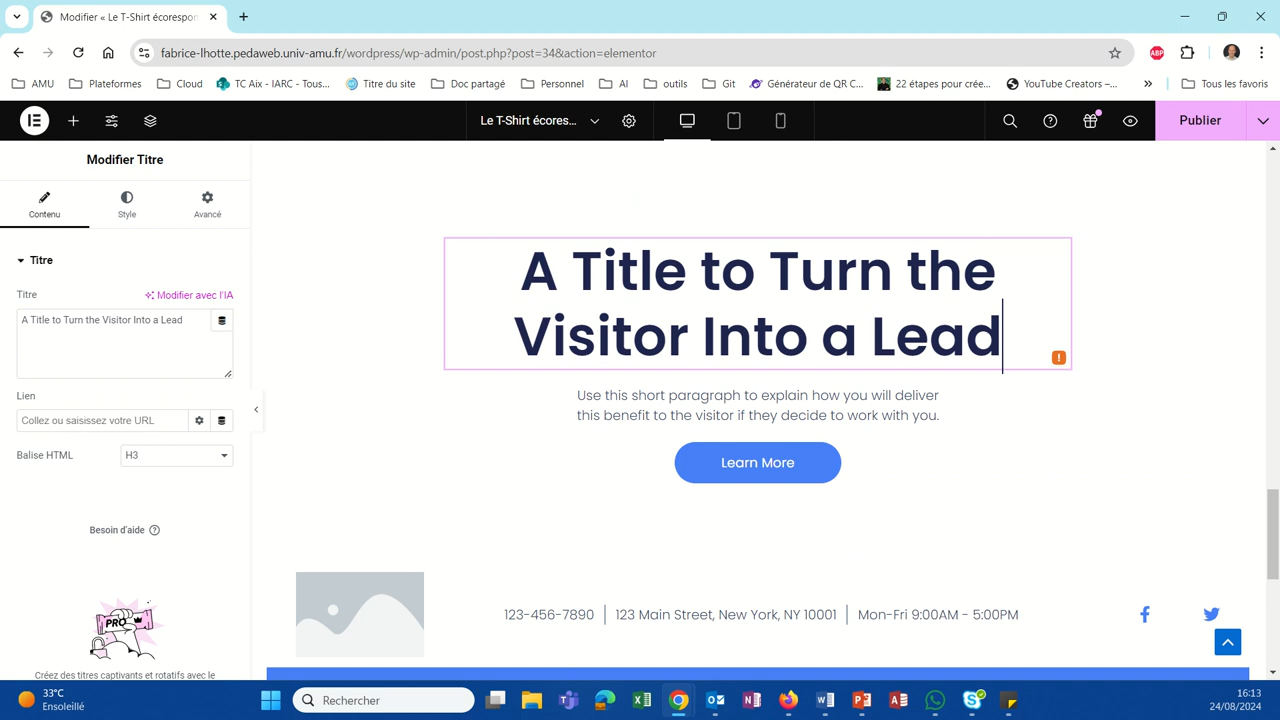 Modifier « Le T-Shirt écorespon
fabrice-lhotte.pedaweb.univ-amu.fr/wordpress/wp-admin/post.php?post=34&action=elementor
ABP
AMU
Plateformes
Cloud
TC Aix - IARC - Tous...
Titre du site
Doc partagé
Personnel
AI
outils
Git
Générateur de QR C...
22 étapes pour crée...
YouTube Creators –...
Tous les favoris
Le T-Shirt écores...
Publier
Modifier Titre
Contenu
Style
Avancé
Titre
Titre
Modifier avec l'IA
A Title to Turn the Visitor Into a Lead
Lien
Collez ou saisissez votre URL
Balise HTML
H3
Besoin d'aide
PRO
Créez des titres captivants et rotatifs avec le
A Title to Turn the
Visitor Into a Lead
Use this short paragraph to explain how you will deliver
this benefit to the visitor if they decide to work with you.
Learn More
123-456-7890
123 Main Street, New York, NY 10001
Mon-Fri 9:00AM - 5:00PM
33°C
Ensoleillé
Rechercher
16:13
24/08/2024